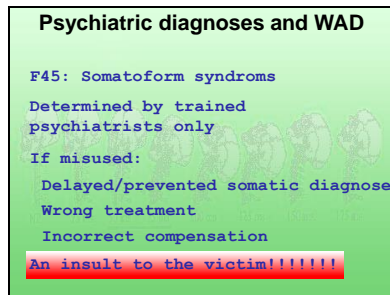 Psychiatric diagnoses and WAD
F45: Somatoform syndroms
Determined by trained
psychiatrists only
If misused:
Delayed/prevented somatic diagnose
Wrong treatment
Incorrect compensation
An insult to the victim!!!!!!!